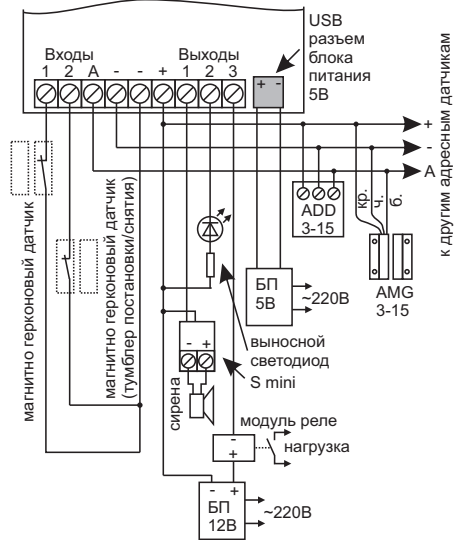 USB
разъем
блока
питания
5В
Входы
Выходы
1 2 A - - + 1 2 3
+ -
+
-
A
к другим адресным датчикам
кр.
ч.
б.
ADD
3-15
AMG
3-15
БП
5В
~220В
выносной
светодиод
S mini
- +
сирена
магнитно герконовый датчик
магнитно герконовый датчик
(тумблер постановки/снятия)
модуль реле
нагрузка
-
+
- +
БП
12В
~220В